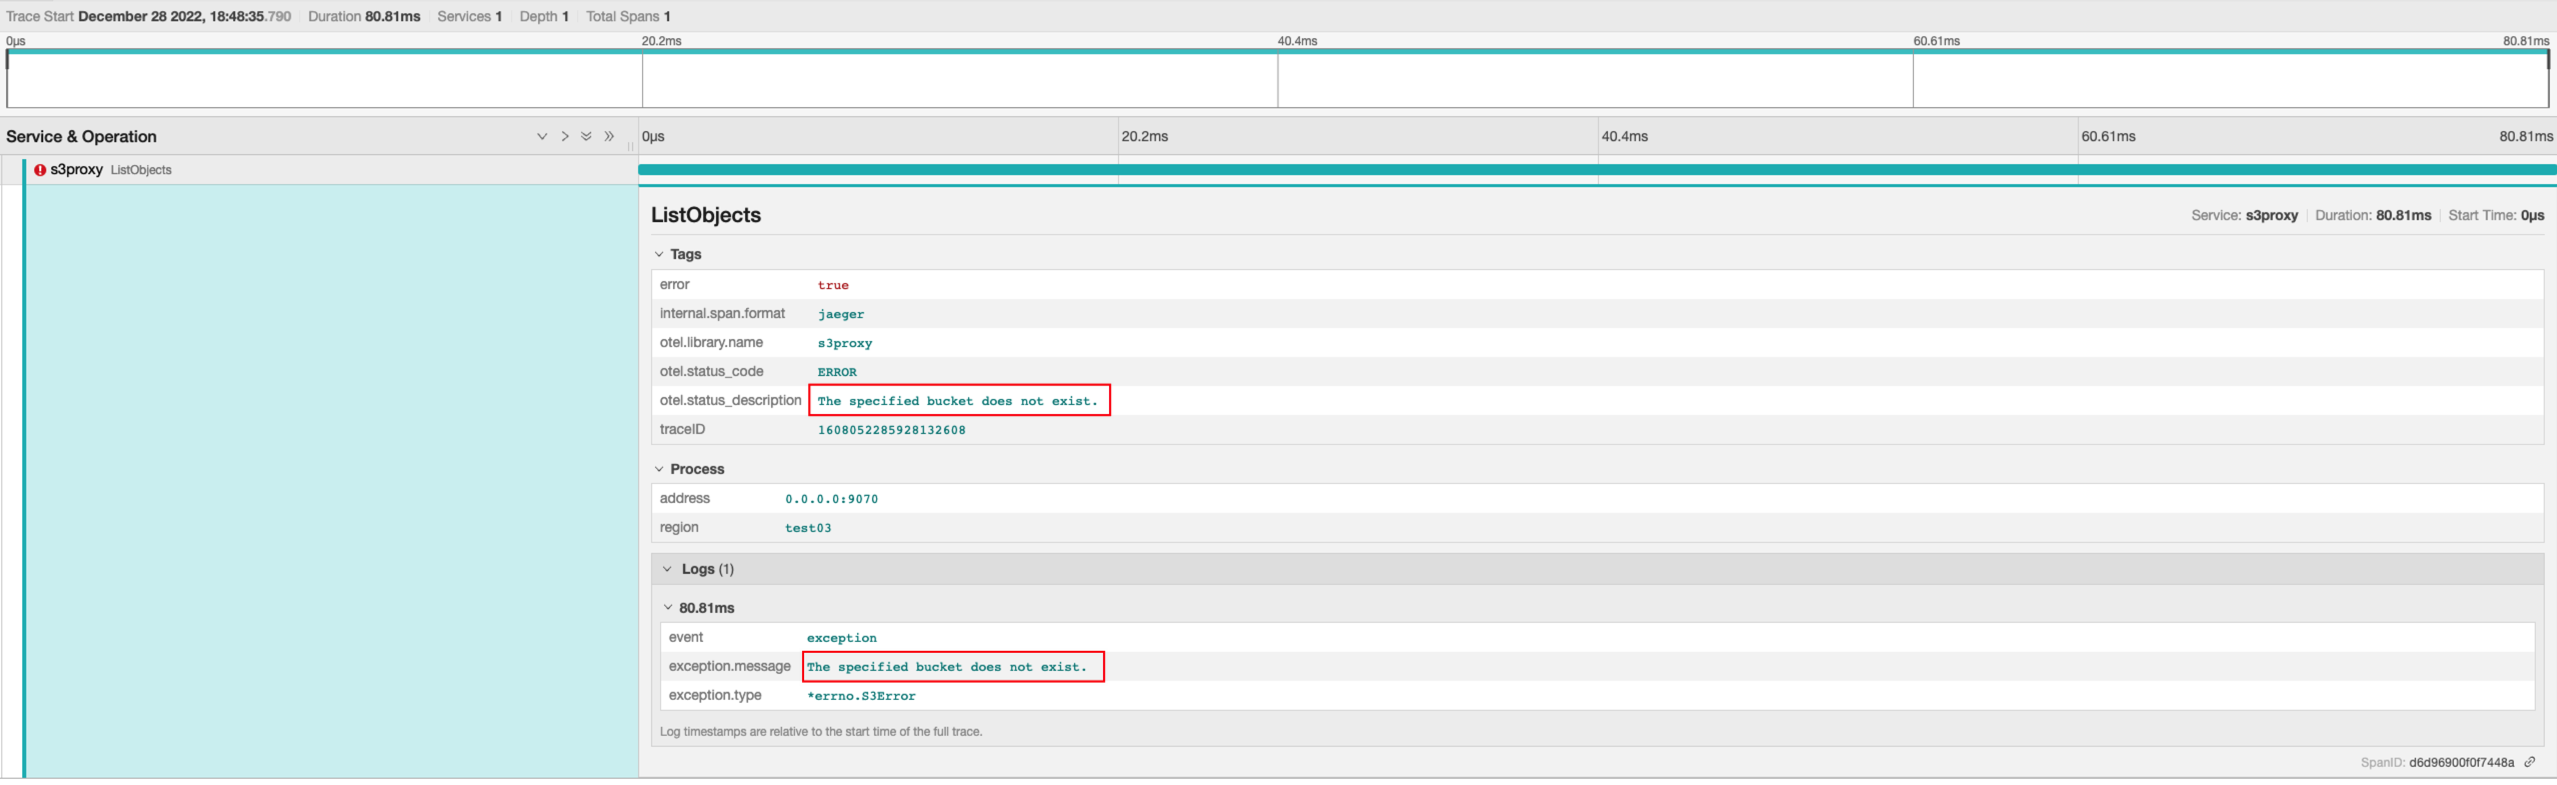 Trace Start December 28 2022, 18:48:35.790 Duration 80.81ms Services 1 Depth 1 Total Spans 1
0μs 20.2ms 40.4ms 60.61ms 80.81ms
Service & Operation 0μs 20.2ms 40.4ms 60.61ms 80.81ms
s3proxy ListObjects
ListObjects Service: s3proxy Duration: 80.81ms Start Time: 0μs
Tags
error true
internal.span.format jaeger
otel.library.name s3proxy
otel.status_code ERROR
otel.status_description The specified bucket does not exist.
traceID 1608052285928132608
Process
address 0.0.0.0:9070
region test03
Logs (1)
80.81ms
event exception
exception.message The specified bucket does not exist.
exception.type *errno.S3Error
Log timestamps are relative to the start time of the full trace.
SpanID: d6d96900f0f7448a